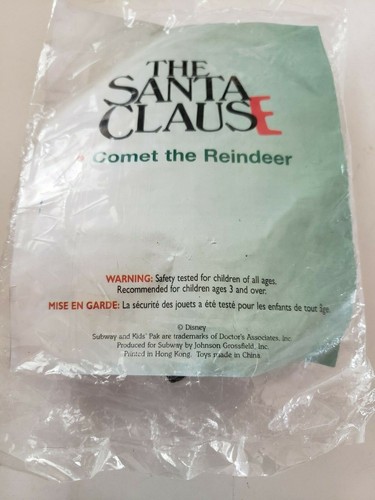 THE
SANTA
CLAUSE
Comet the Reindeer
WARNING: Safety tested for children of all ages.
Recommended for children ages 3 and over.
MISE EN GARDE: La sécurité des jouets a été testé pour les enfants de tout âge.
© Disney
Subway and Kids' Pak are trademarks of Doctor's Associates, Inc.
Produced for Subway by Johnson Grossfield, Inc.
Printed in Hong Kong. Toys made in China.